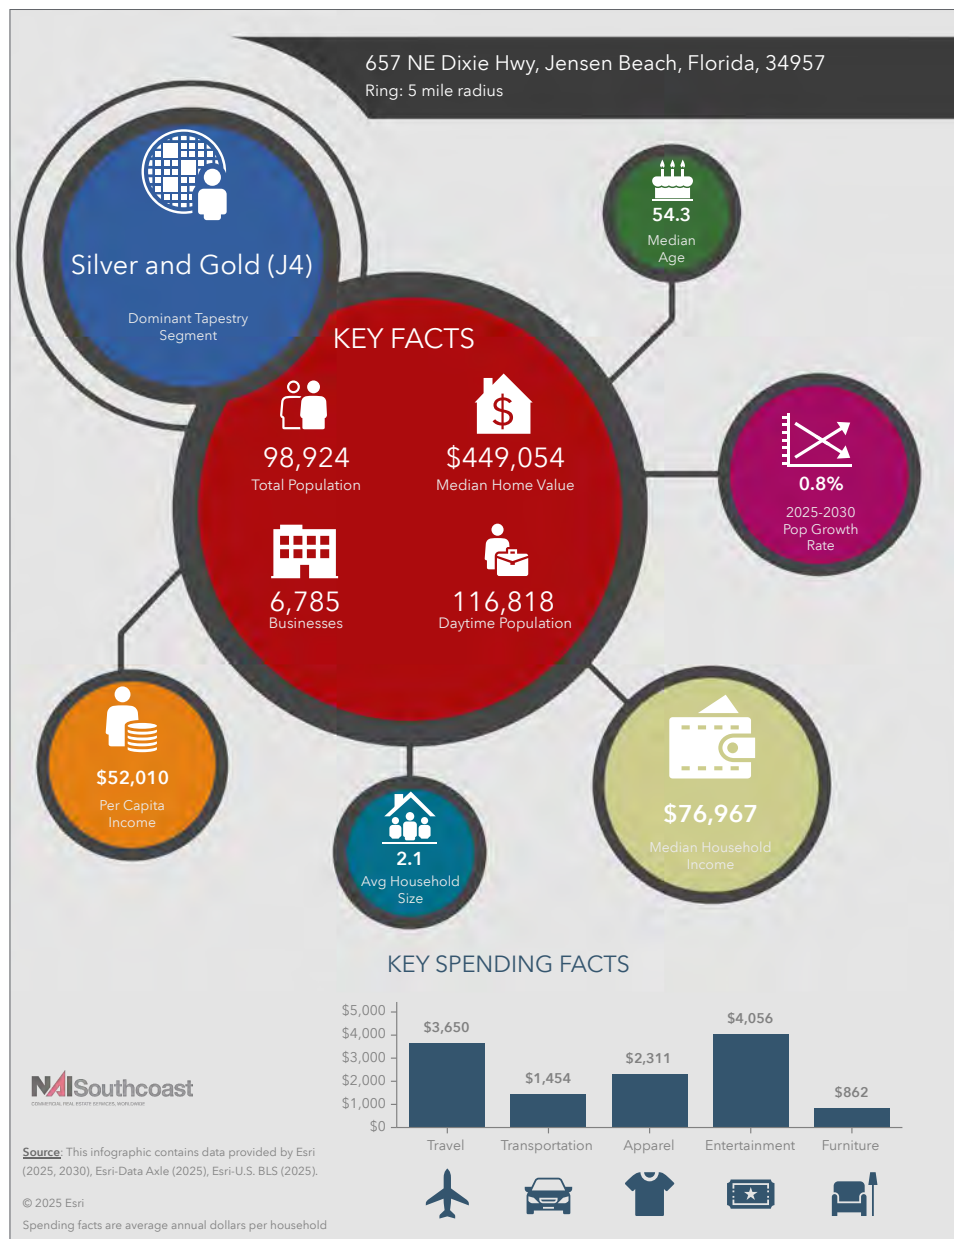 657 NE Dixie Hwy, Jensen Beach, Florida, 34957
Ring: 5 mile radius
Silver and Gold (J4)
Dominant Tapestry
Segment
54.3
Median
Age
KEY FACTS
98,924
Total Population
$449,054
Median Home Value
6,785
Businesses
116,818
Daytime Population
0.8%
2025-2030
Pop Growth
Rate
$52,010
Per Capita
Income
2.1
Avg Household
Size
$76,967
Median Household
Income
KEY SPENDING FACTS
$5,000
$4,000
$3,000
$2,000
$1,000
$0
$3,650
$1,454
$2,311
$4,056
$862
Travel
Transportation
Apparel
Entertainment
Furniture
NAISouthcoast
COMMERCIAL REAL ESTATE SERVICES, WORLDWIDE
Source: This infographic contains data provided by Esri
(2025, 2030), Esri-Data Axle (2025), Esri-U.S. BLS (2025).
© 2025 Esri
Spending facts are average annual dollars per household